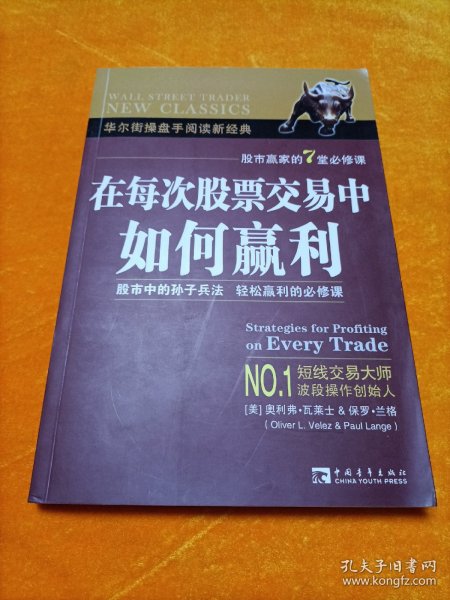 WALL STREET TRADER
NEW CLASSICS
华尔街操盘手阅读新经典
股市赢家的7堂必修课
在每次股票交易中
如何赢利
股市中的孙子兵法 轻松赢利的必修课
Strategies for Profiting
on Every Trade
NO.1 短线交易大师
波段操作创始人
[美] 奥利弗·瓦莱士 & 保罗·兰格
( Oliver L. Velez & Paul Lange )
中国青年出版社
CHINA YOUTH PRESS
孔夫子旧书网
www.kongfz.com